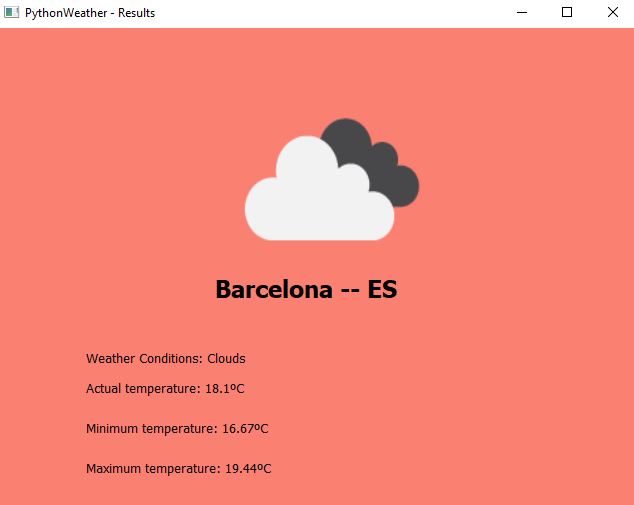 PythonWeather - Results
Barcelona -- ES
Weather Conditions: Clouds
Actual temperature: 18.1ºC
Minimum temperature: 16.67ºC
Maximum temperature: 19.44ºC